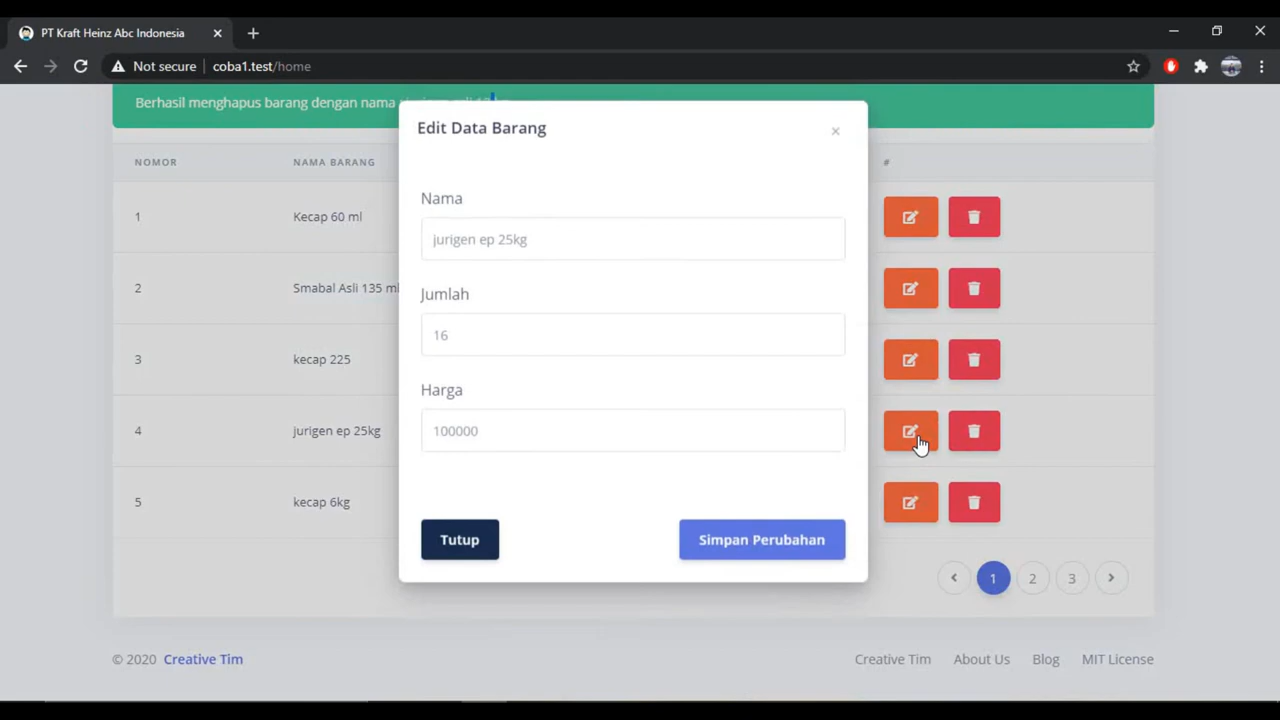 PT Kraft Heinz Abc Indonesia
Not secure
coba1.test/home
Berhasil menghapus barang dengan nama
Edit Data Barang
NOMOR
NAMA BARANG
#
1
Kecap 60 ml
2
Smabal Asli 135 ml
3
kecap 225
4
jurigen ep 25kg
5
kecap 6kg
Nama
jurigen ep 25kg
Jumlah
16
Harga
100000
Tutup
Simpan Perubahan
1
2
3
© 2020 Creative Tim
Creative Tim
About Us
Blog
MIT License